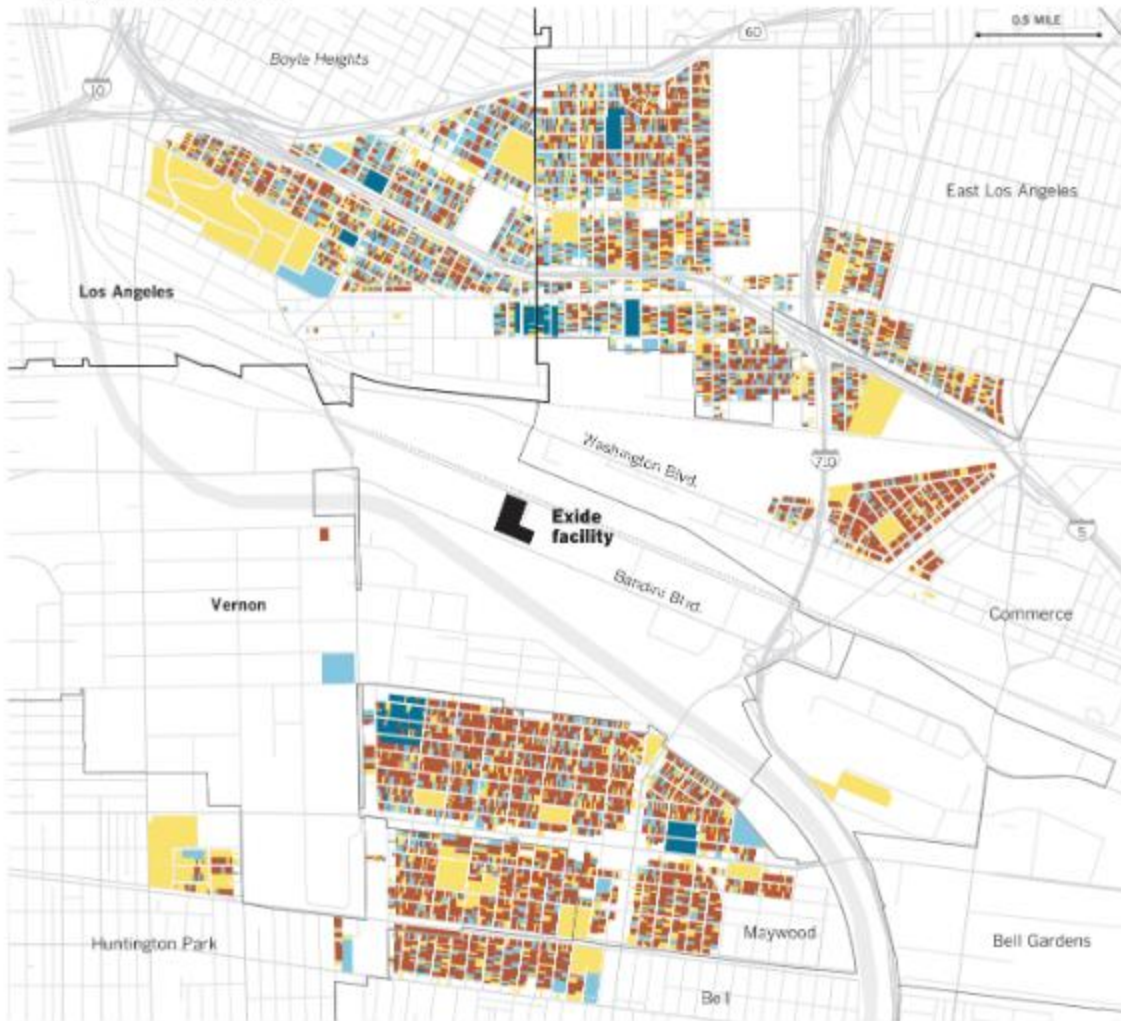 0.5 MILE
60
Boyle Heights
10
East Los Angeles
Los Angeles
Washington Blvd.
710
Exide
facility
5
Bandini Blvd.
Vernon
Commerce
Maywood
Huntington Park
Bell Gardens
Bell